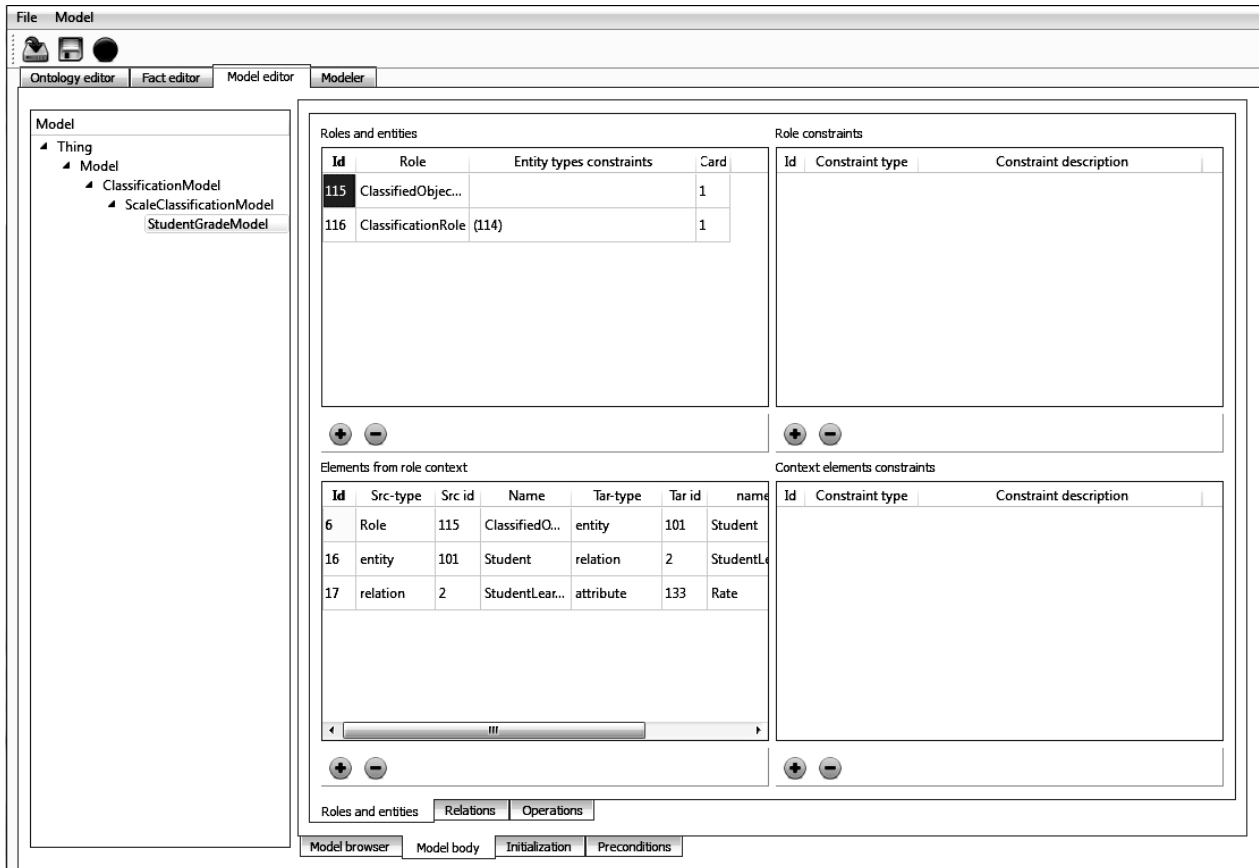 File Model
Ontology editor Fact editor Model editor Modeler
Model
Thing
Model
ClassificationModel
ScaleClassificationModel
StudentGradeModel
Roles and entities
Id Role Entity types constraints Card
115 ClassifiedObjec... 1
116 ClassificationRole (114) 1
Role constraints
Id Constraint type Constraint description
Elements from role context
Id Src-type Src id Name Tar-type Tar id name
6 Role 115 ClassifiedO... entity 101 Student
16 entity 101 Student relation 2 StudentLe
17 relation 2 StudentLear... attribute 133 Rate
Context elements constraints
Id Constraint type Constraint description
Roles and entities Relations Operations
Model browser Model body Initialization Preconditions